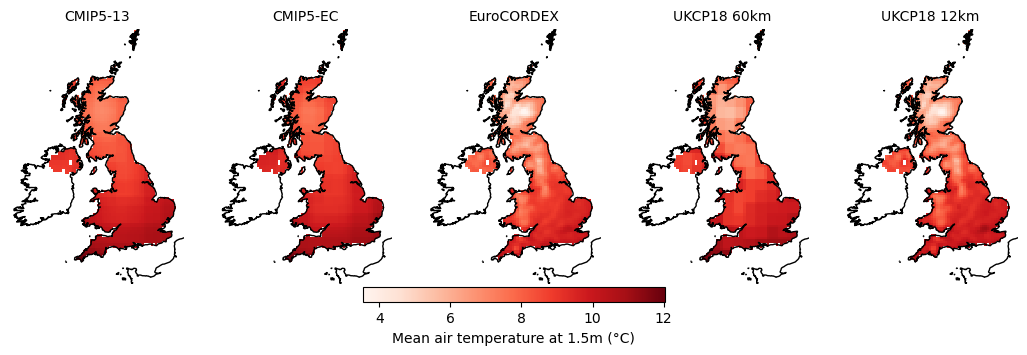 CMIP5-13
CMIP5-EC
EuroCORDEX
UKCP18 60km
UKCP18 12km
4 6 8 10 12
Mean air temperature at 1.5m (°C)